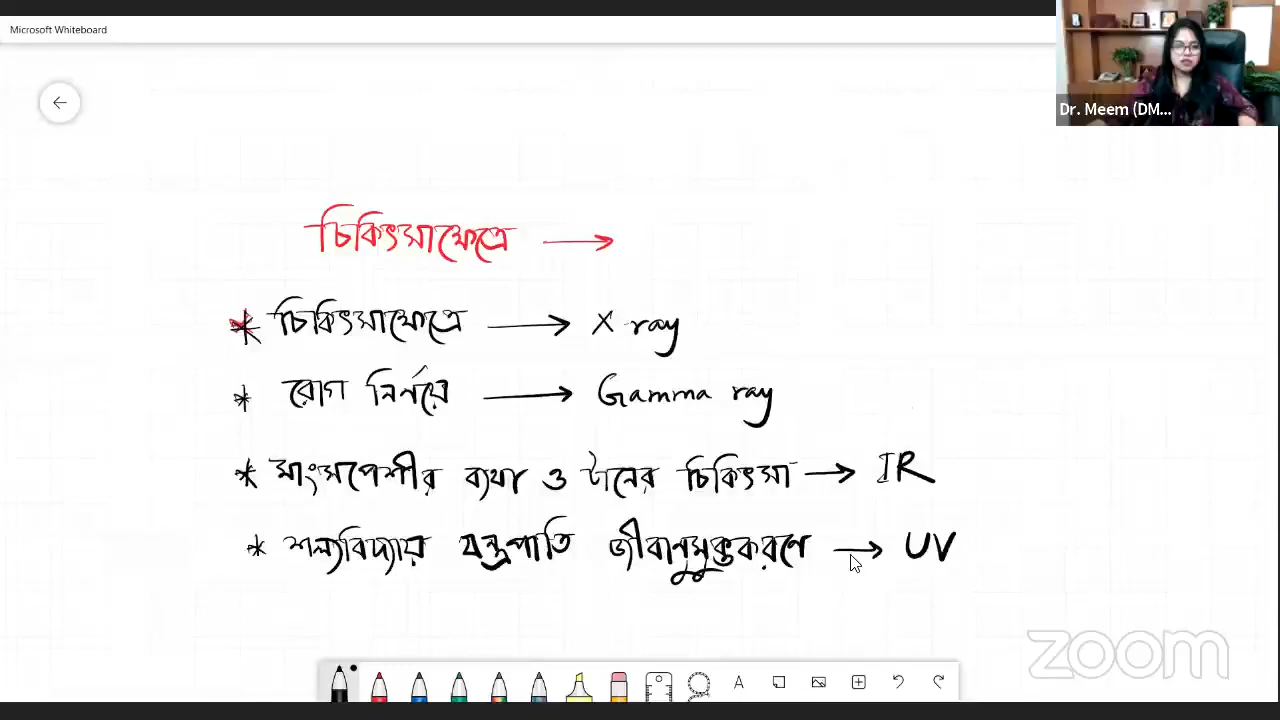 Microsoft Whiteboard
Dr. Meem (DM...
চিকিৎসাক্ষেত্রে →
* চিকিৎসাক্ষেত্রে → X ray
* রোগ নির্নয়ে → Gamma ray
* মাংসপেশীর ব্যথা ও টানের চিকিৎসা → IR
* শল্যবিদ্যার যন্ত্রপাতি জীবানুমুক্তকরণে → UV
zoom
A